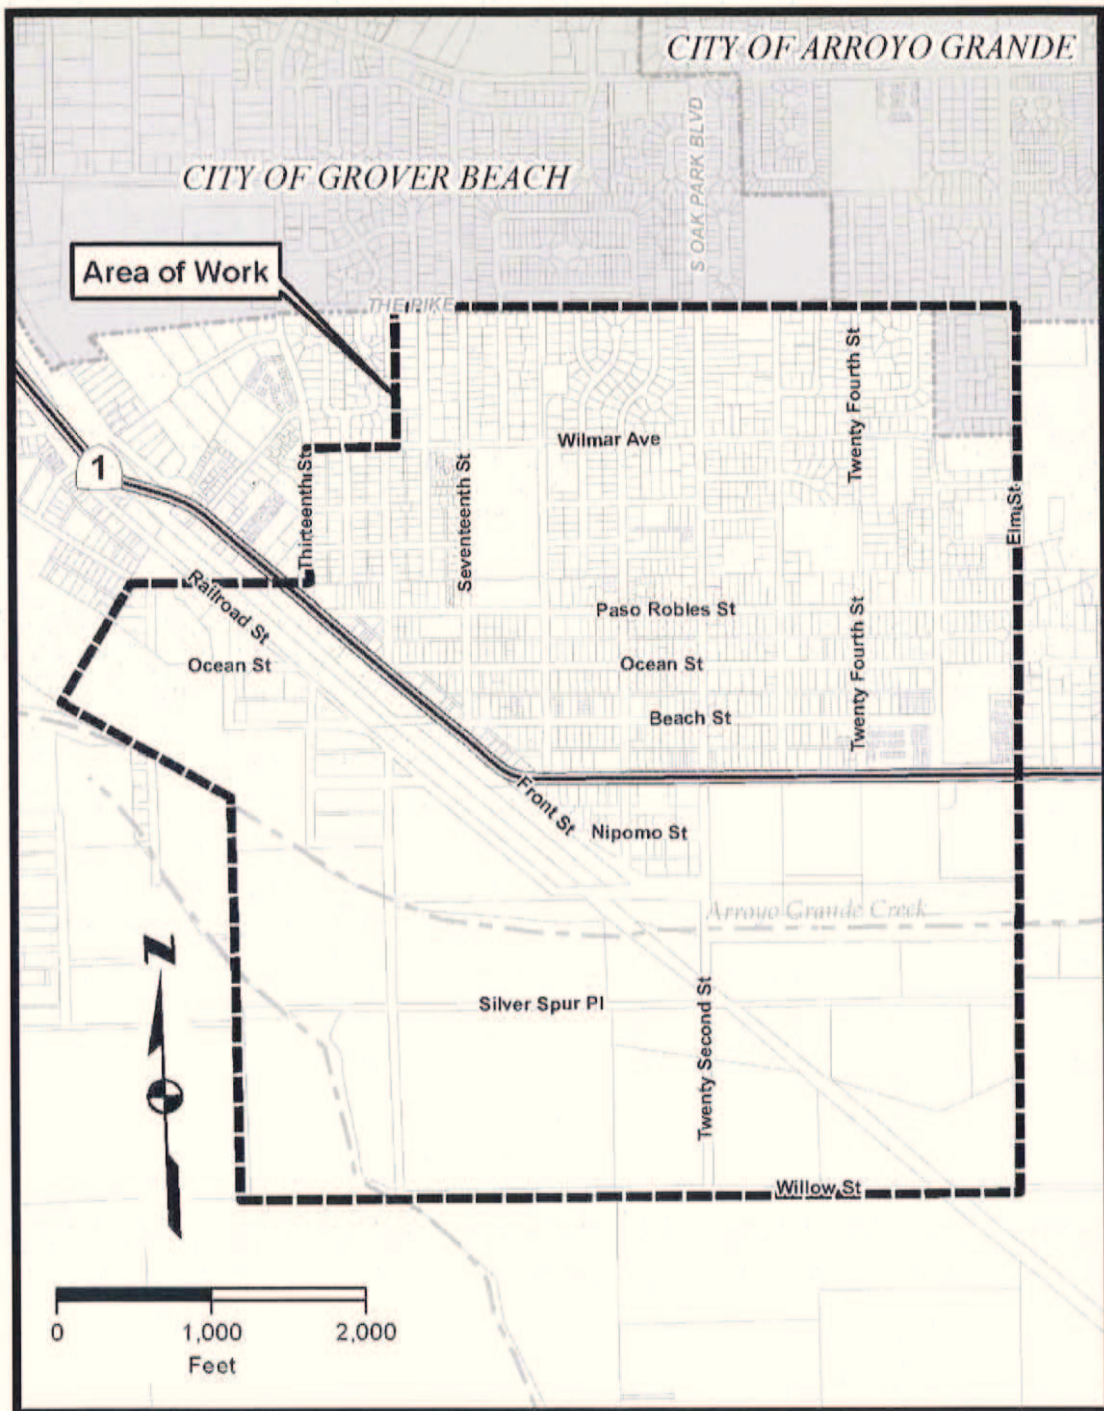 CITY OF ARROYO GRANDE
S OAK PARK BLVD
CITY OF GROVER BEACH
Area of Work
THE PIKE
Twenty Fourth St
Wilmar Ave
1
Thirteenth St
Seventeenth St
Elm St
Railroad St
Paso Robles St
Twenty Fourth St
Ocean St
Ocean St
Beach St
Front St
Nipomo St
Arroyo Grande Creek
Z
Silver Spur Pl
Twenty Second St
Willow St
0 1,000 2,000
Feet